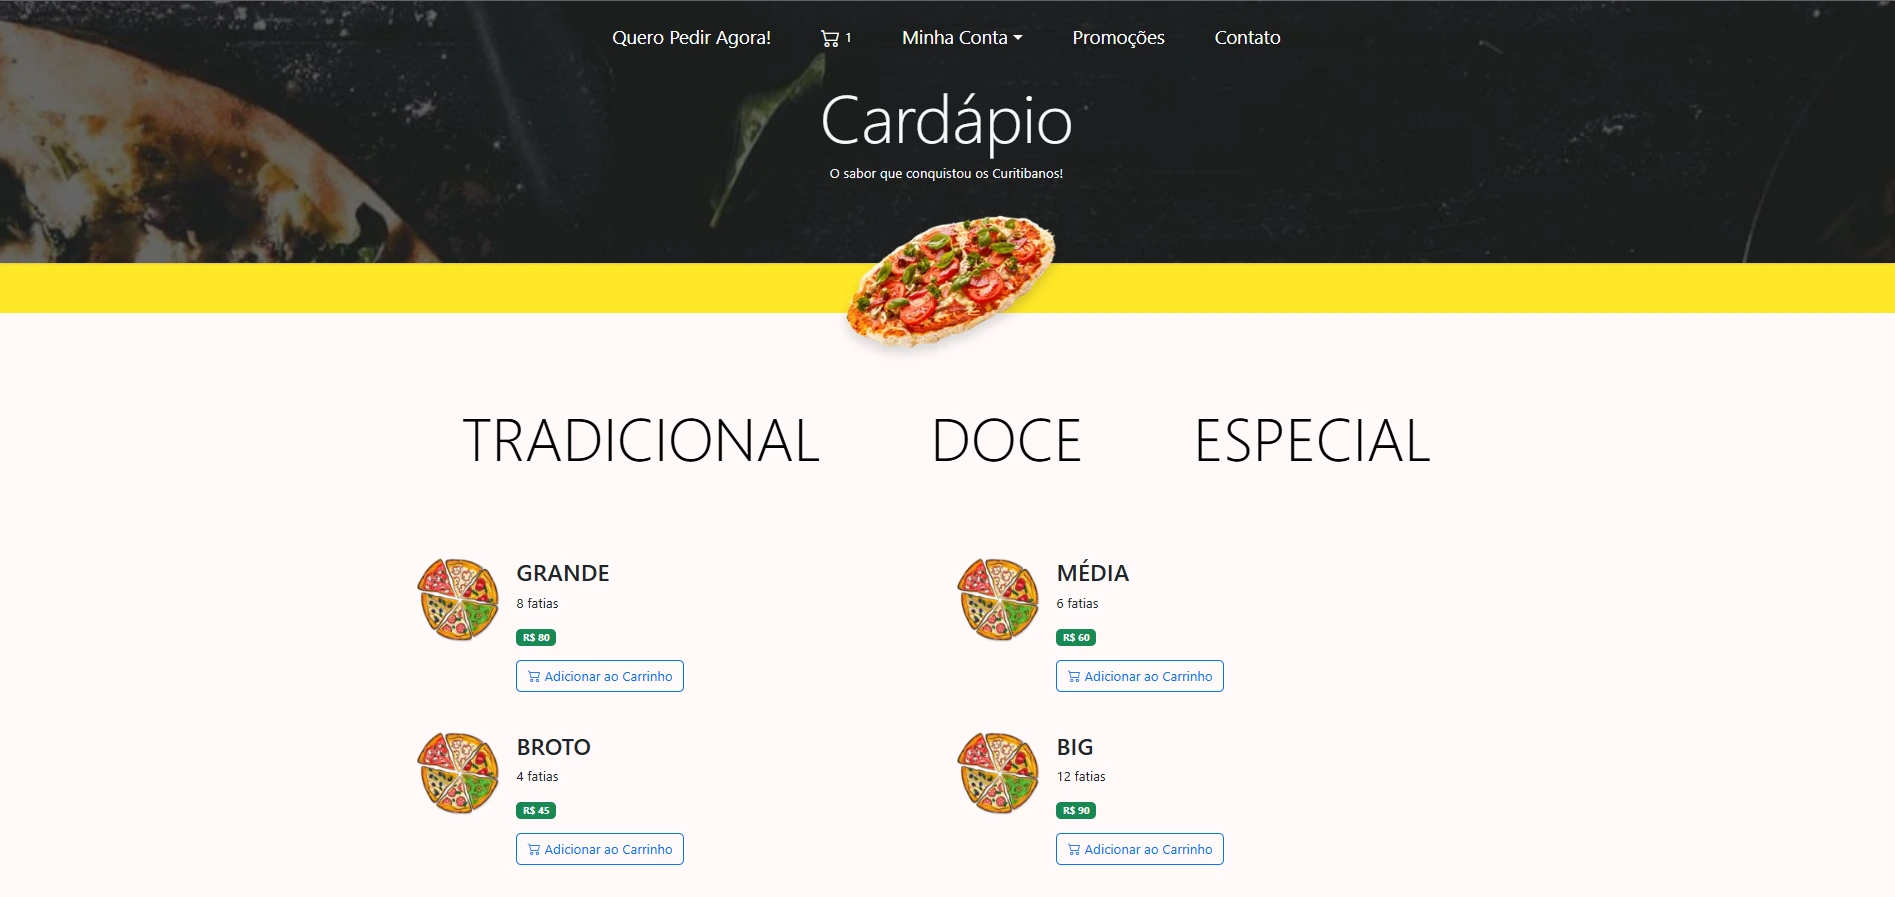 Quero Pedir Agora! 1 Minha Conta Promoções Contato
Cardápio
O sabor que conquistou os Curitibanos!
TRADICIONAL DOCE ESPECIAL
GRANDE
8 fatias
R$ 80
Adicionar ao Carrinho
MÉDIA
6 fatias
R$ 60
Adicionar ao Carrinho
BROTO
4 fatias
R$ 45
Adicionar ao Carrinho
BIG
12 fatias
R$ 90
Adicionar ao Carrinho